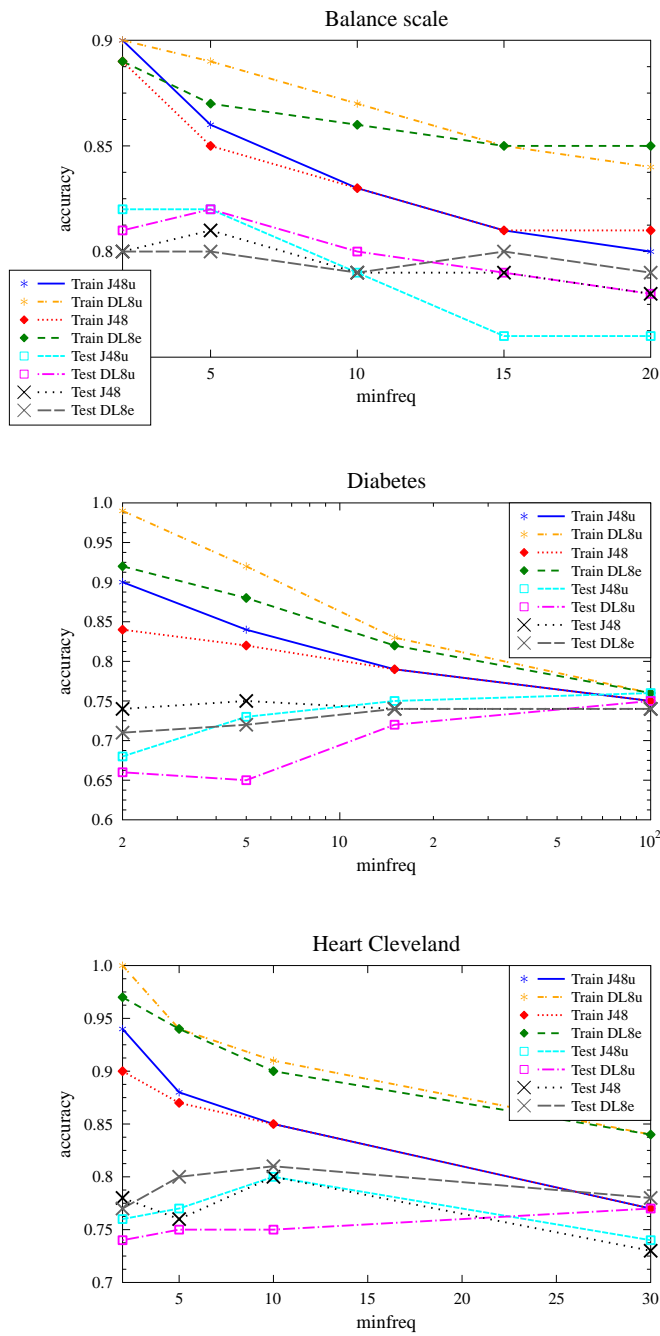 Balance scale
0.9
0.85
0.8
accuracy
5
10
15
20
minfreq
Train J48u
Train DL8u
Train J48
Train DL8e
Test J48u
Test DL8u
Test J48
Test DL8e
Diabetes
1.0
0.95
0.9
0.85
0.8
0.75
0.7
0.65
0.6
accuracy
2
5
10
2
5
10²
minfreq
Train J48u
Train DL8u
Train J48
Train DL8e
Test J48u
Test DL8u
Test J48
Test DL8e
Heart Cleveland
1.0
0.95
0.9
0.85
0.8
0.75
0.7
accuracy
5
10
15
20
25
30
minfreq
Train J48u
Train DL8u
Train J48
Train DL8e
Test J48u
Test DL8u
Test J48
Test DL8e